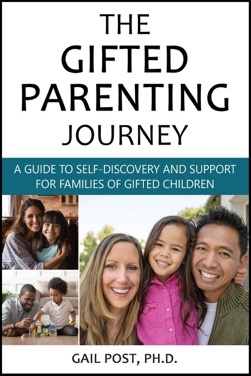 THE
GIFTED
PARENTING
JOURNEY
A GUIDE TO SELF-DISCOVERY AND SUPPORT
FOR FAMILIES OF GIFTED CHILDREN
GAIL POST, PH.D.